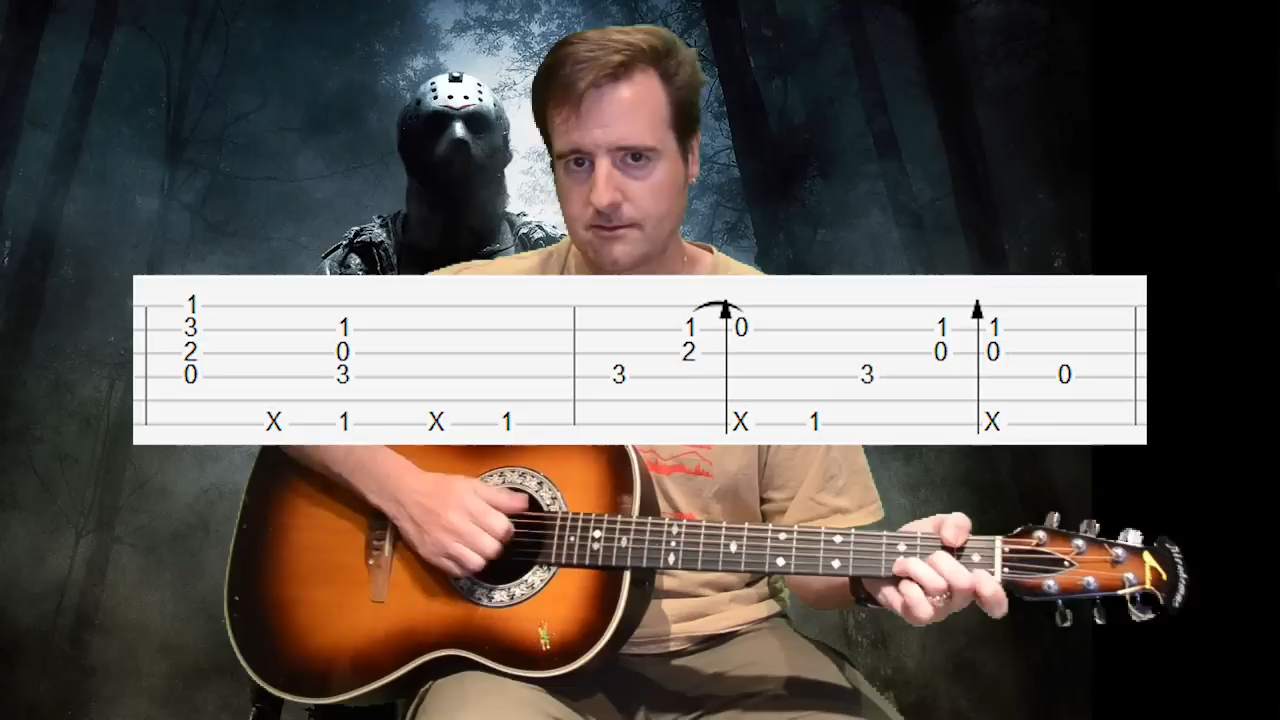 1
3 1 1 0 1 1
2 0 2 0 0
0 3 3 3 0
X 1 X 1 X 1 X